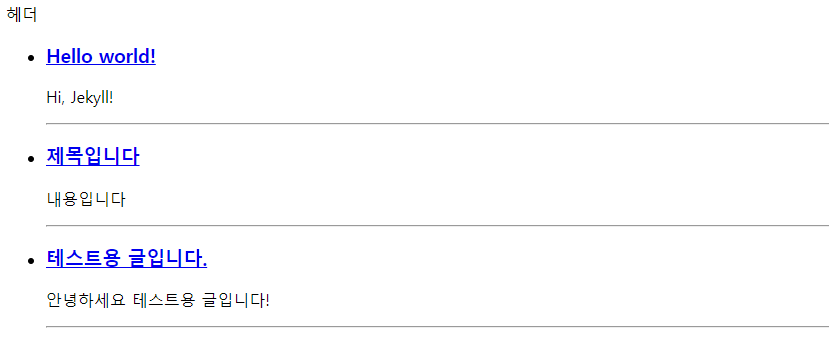 헤더
Hello world!
Hi, Jekyll!
제목입니다
내용입니다
테스트용 글입니다.
안녕하세요 테스트용 글입니다!